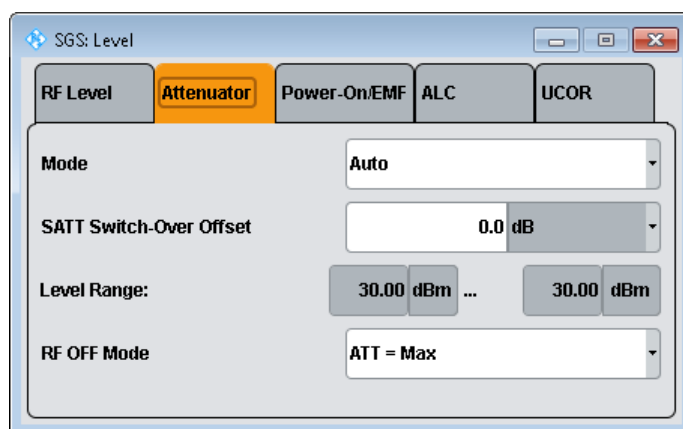 SGS: Level
RF Level Attenuator Power-On/EMF ALC UCOR
Mode Auto
SATT Switch-Over Offset 0.0 dB
Level Range: 30.00 dBm ... 30.00 dBm
RF OFF Mode ATT = Max